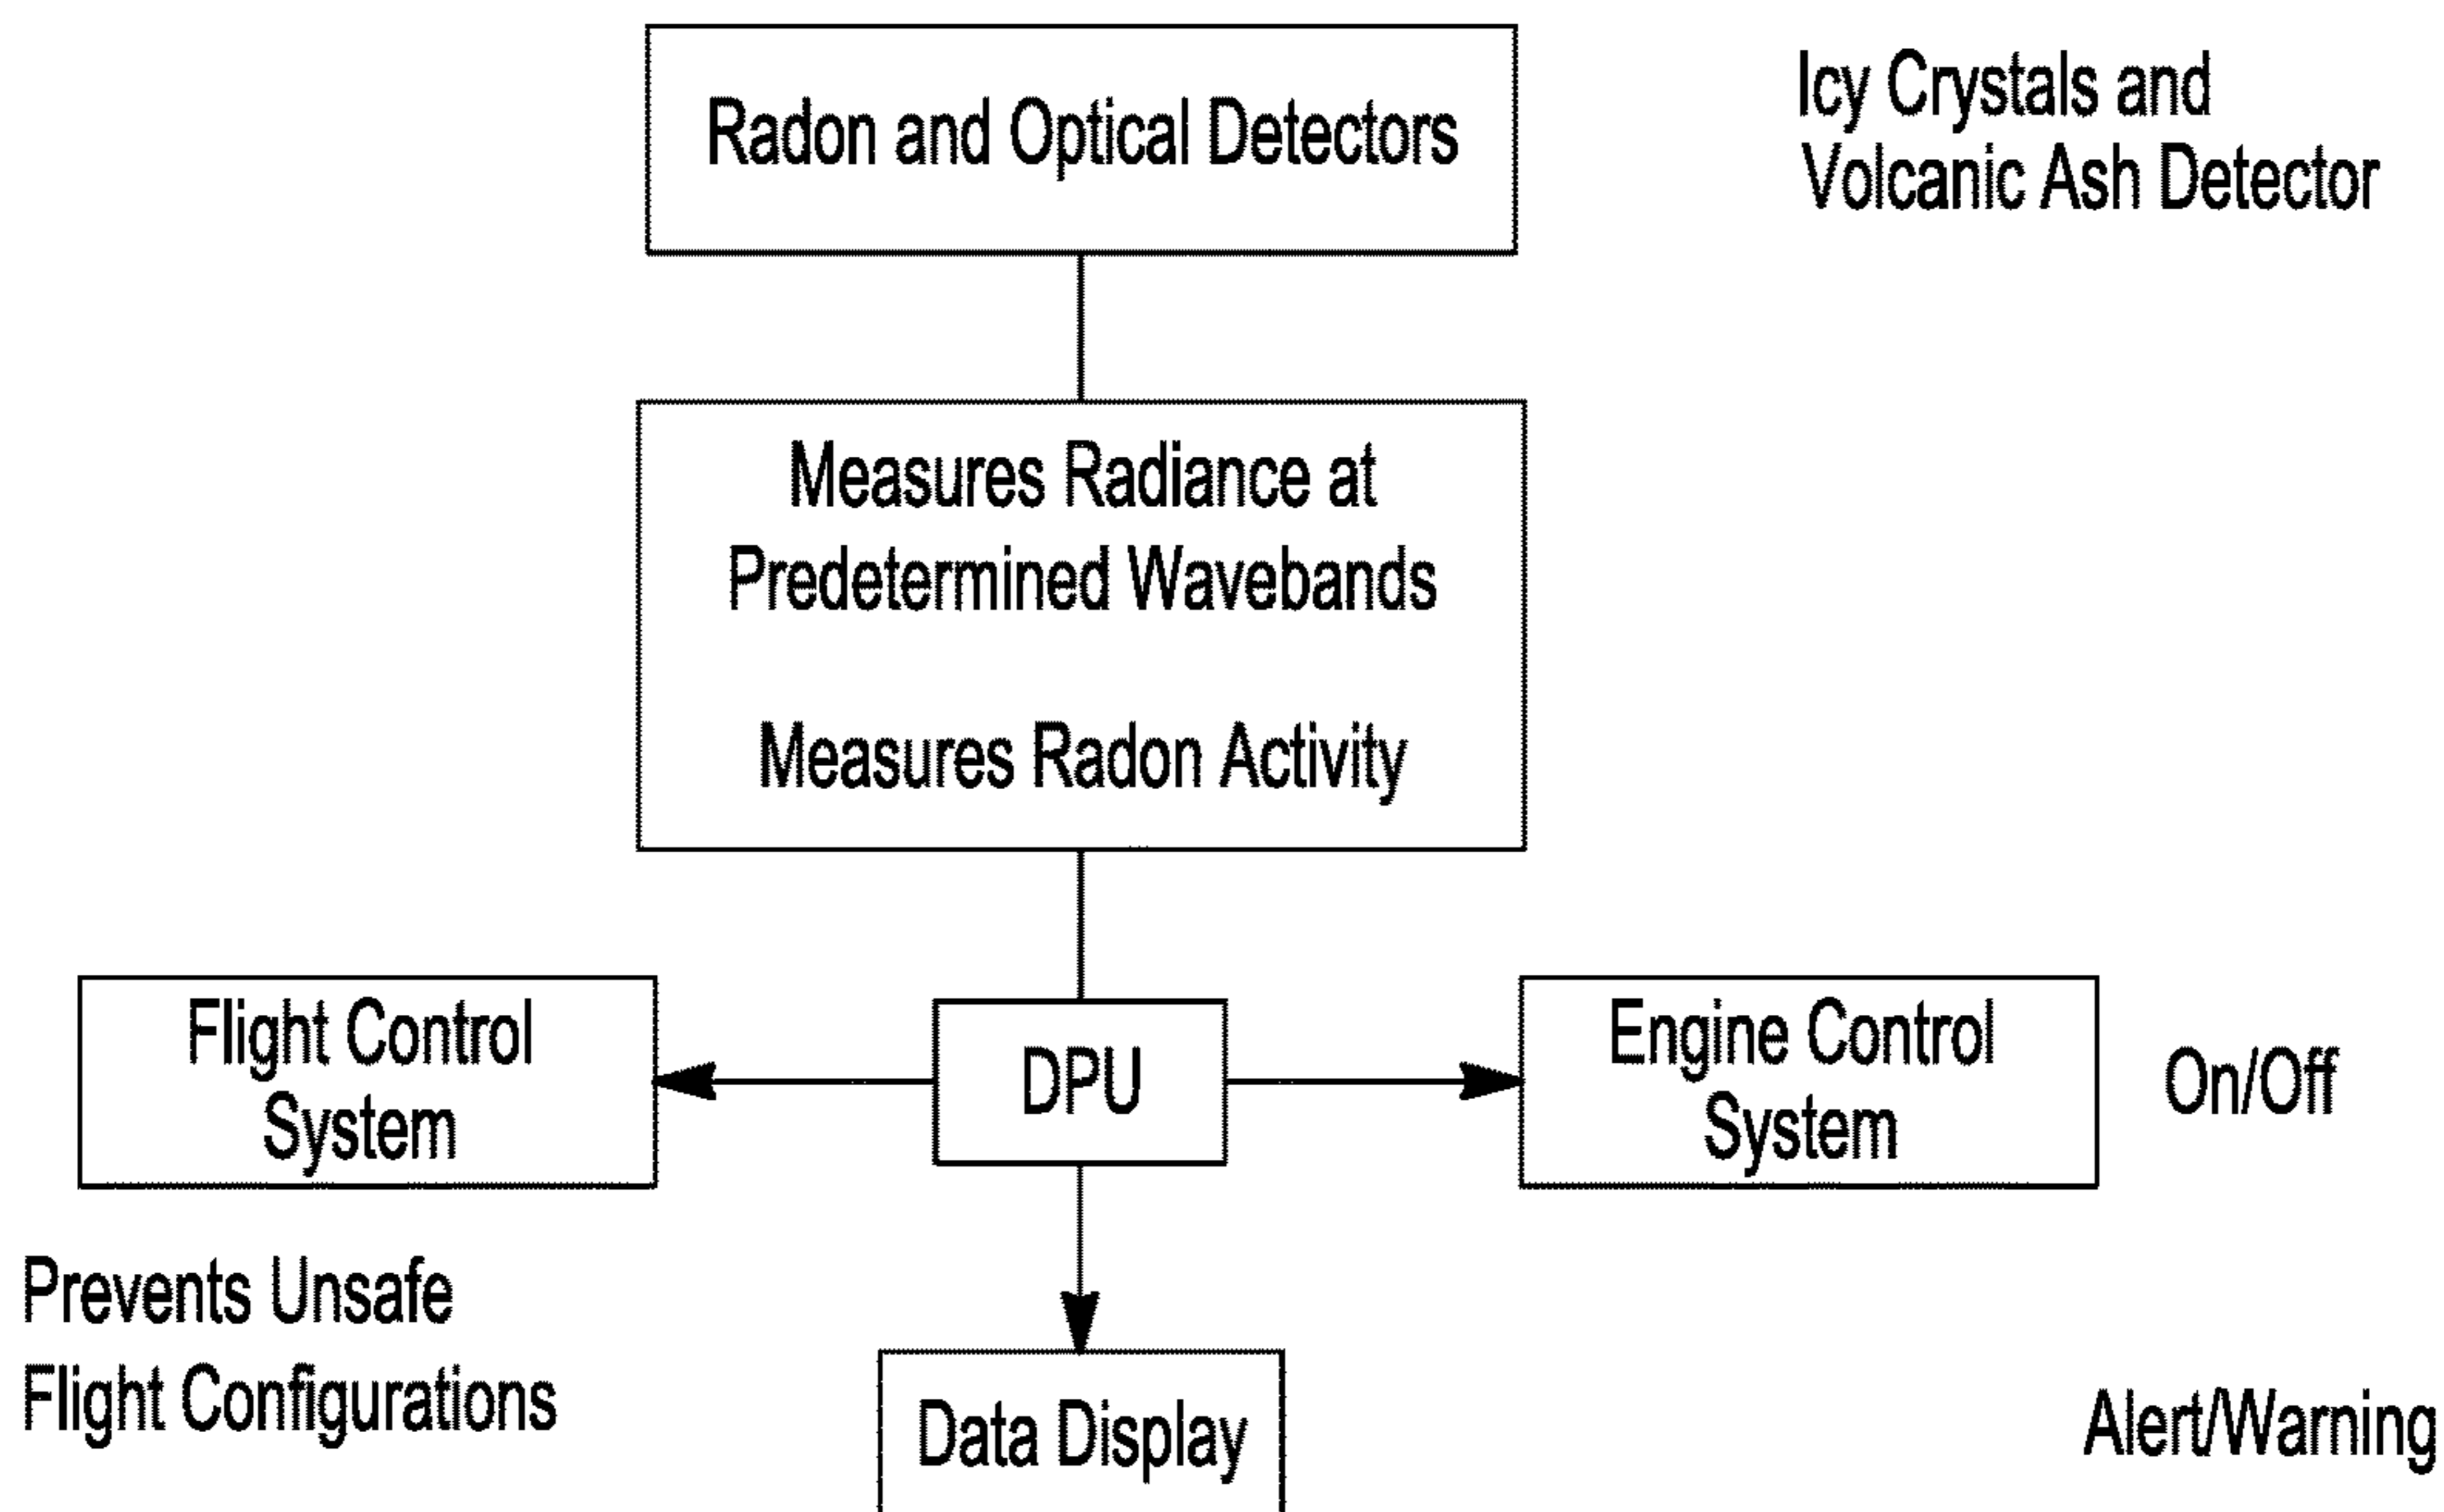 Radon and Optical Detectors
Icy Crystals and
Volcanic Ash Detector
Measures Radiance at
Predetermined Wavebands
Measures Radon Activity
Flight Control
System
DPU
Engine Control
System
On/Off
Prevents Unsafe
Flight Configurations
Data Display
Alert/Warning